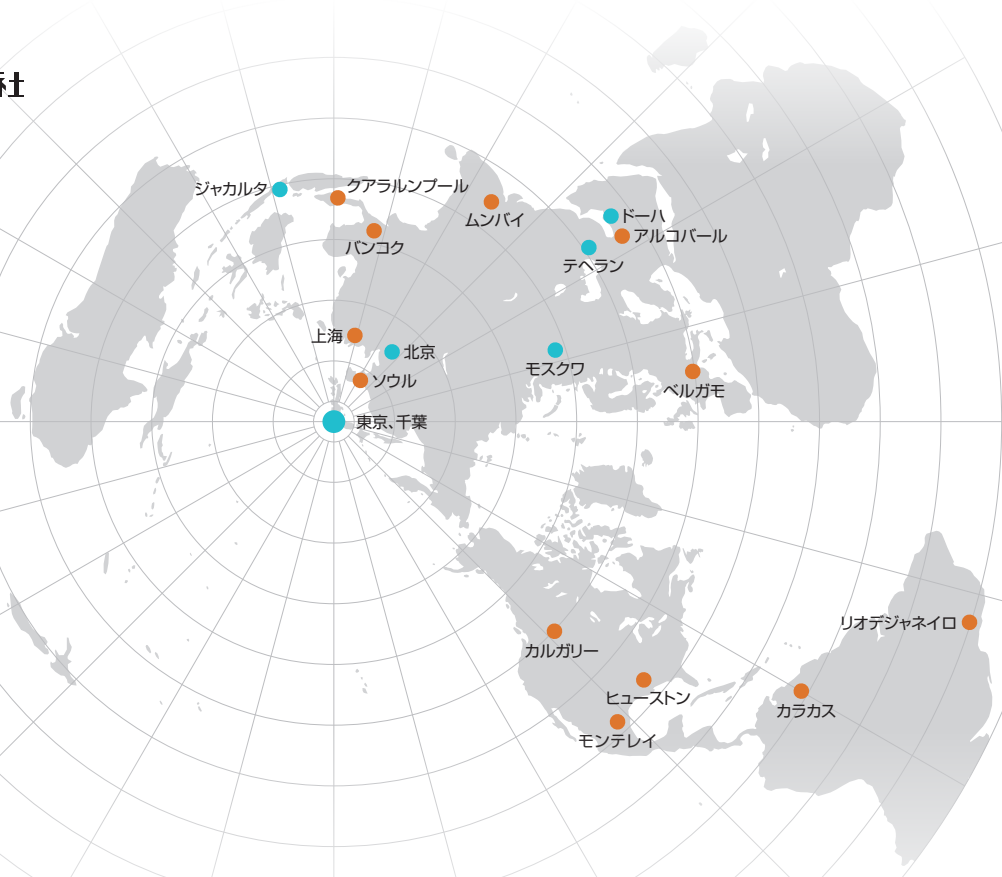 社
ジャカルタ
クアラルンプール
ムンバイ
バンコク
ドーハ
アルコバール
テヘラン
上海
北京
モスクワ
ソウル
ベルガモ
東京、千葉
リオデジャネイロ
カルガリー
ヒューストン
カラカス
モンテレイ